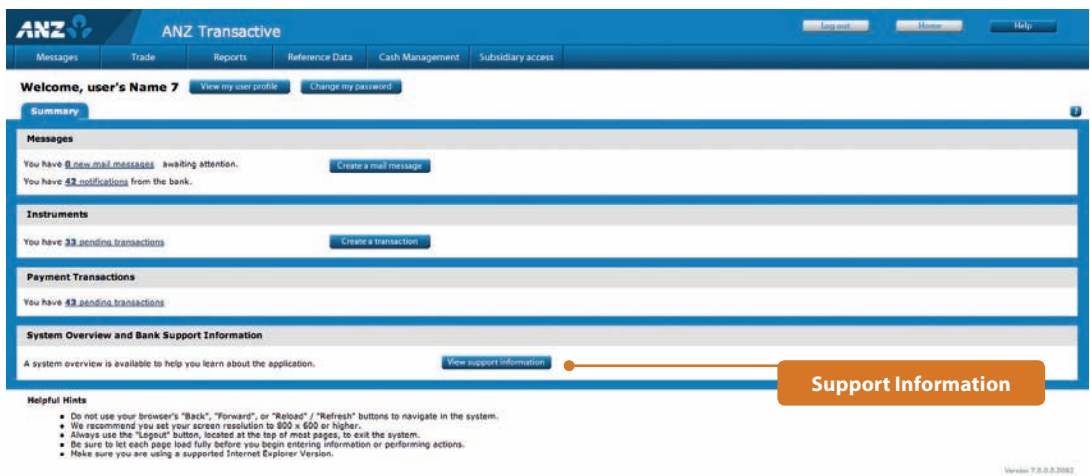 ANZ
ANZ Transactive
Log out Home Help
Messages Trade Reports Reference Data Cash Management Subsidiary access
Welcome, user's Name 7 View my user profile Change my password
Summary ?
Messages
You have 0 new mail messages awaiting attention. Create a mail message
You have 42 notifications from the bank.
Instruments
You have 33 pending transactions Create a transaction
Payment Transactions
You have 43 pending transactions
System Overview and Bank Support Information
A system overview is available to help you learn about the application. View support information
Support Information
Helpful Hints
• Do not use your browser's "Back", "Forward", or "Reload" / "Refresh" buttons to navigate in the system.
• We recommend you set your screen resolution to 800 x 600 or higher.
• Always use the "Logout" button, located at the top of most pages, to exit the system.
• Be sure to let each page load fully before you begin entering information or performing actions.
• Make sure you are using a supported Internet Explorer Version.
Version